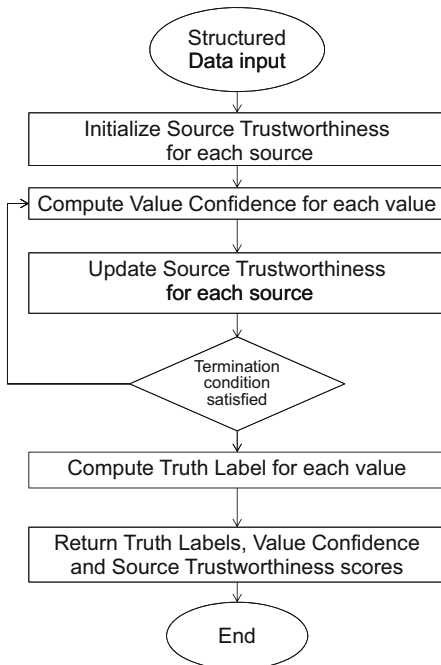 Structured
Data input
Initialize Source Trustworthiness
for each source
Compute Value Confidence for each value
Update Source Trustworthiness
for each source
Termination
condition
satisfied
Compute Truth Label for each value
Return Truth Labels, Value Confidence
and Source Trustworthiness scores
End